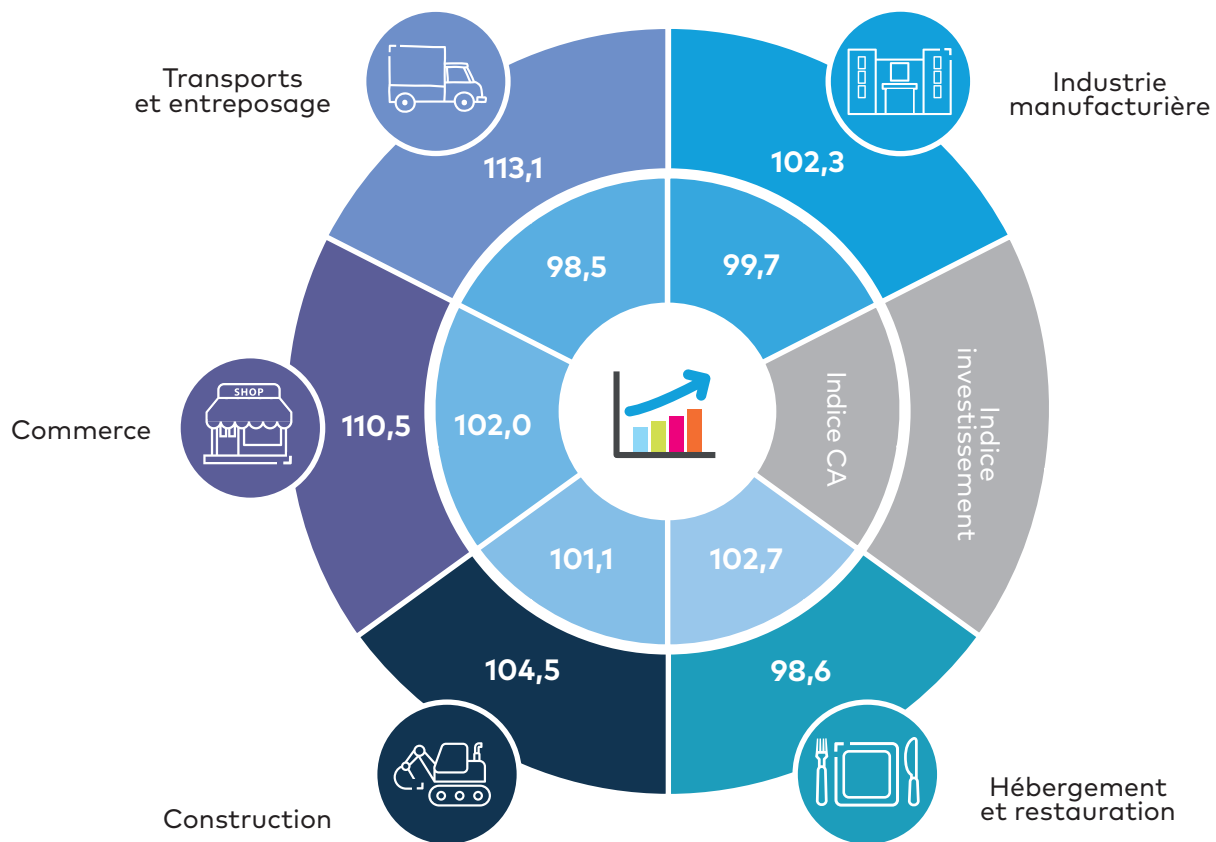 Transports
et entreposage
Industrie
manufacturière
113,1
102,3
98,5
99,7
SHOP
Commerce
110,5
102,0
Indice CA
Indice
investissement
101,1
102,7
104,5
98,6
Construction
Hébergement
et restauration